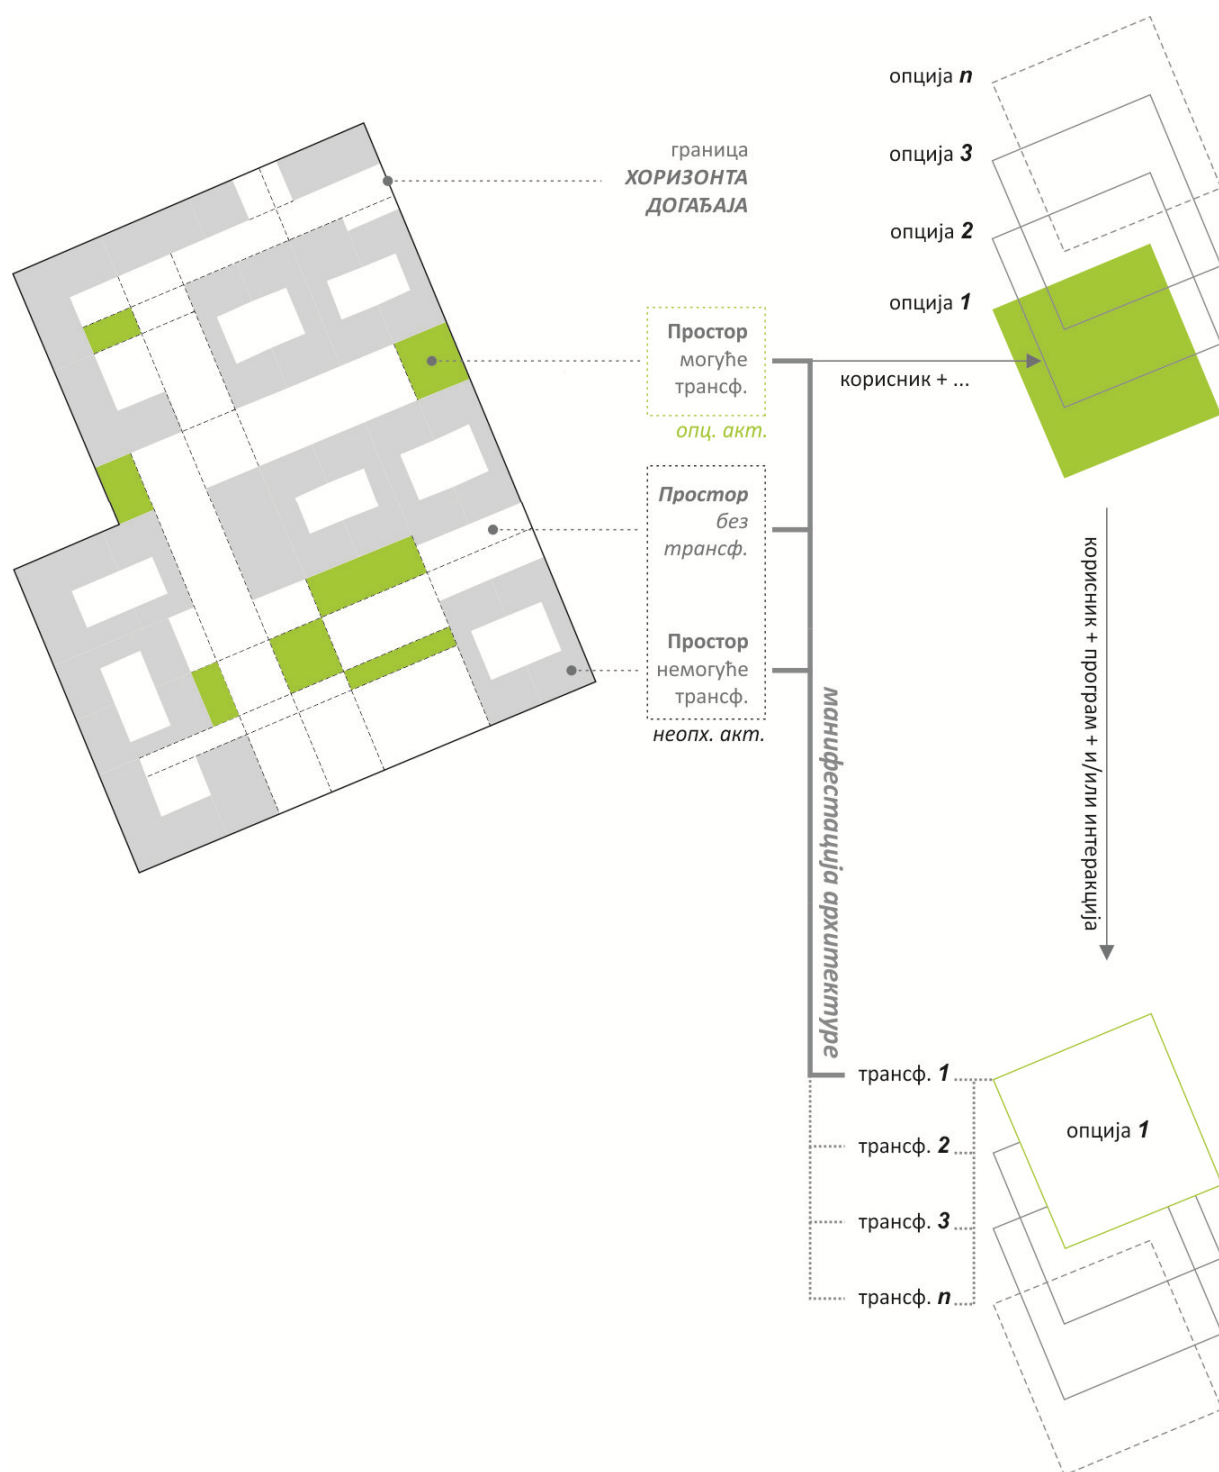 опција n
опција 3
опција 2
опција 1
граница
ХОРИЗОНТА
ДОГАЂАЈА
Простор
могуће
трансф.
опц. акт.
корисник + ...
Простор
без
трансф.
Простор
немогуће
трансф.
неопх. акт.
манифестација архитектуре
корисник + програм + и/или интеракција
трансф. 1
трансф. 2
трансф. 3
трансф. n
опција 1